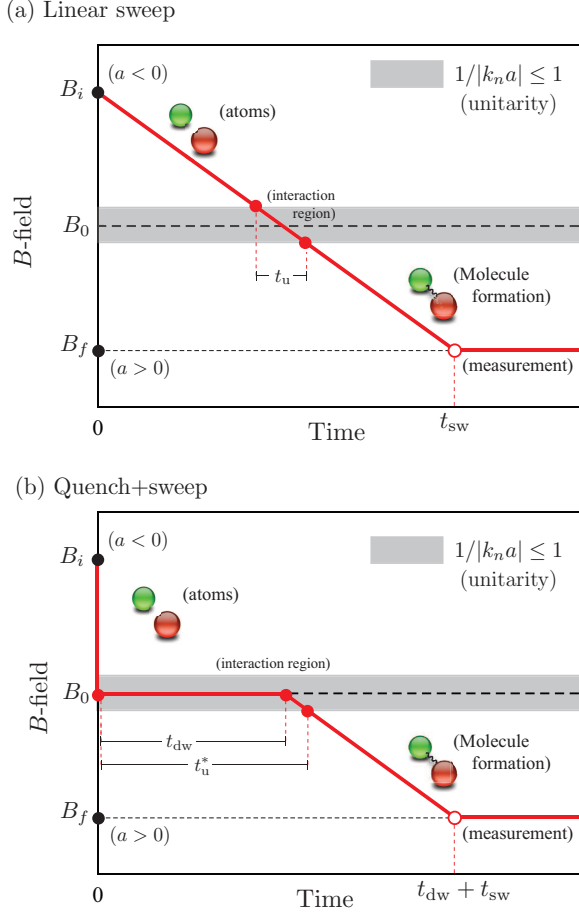 (a) Linear sweep
B_i
(a < 0)
(atoms)
1/|k_n a| ≤ 1
(unitarity)
(interaction
region)
B_0
B-field
t_u
(Molecule
formation)
B_f
(a > 0)
(measurement)
0
Time
t_sw
(b) Quench+sweep
B_i
(a < 0)
(atoms)
1/|k_n a| ≤ 1
(unitarity)
(interaction region)
B_0
B-field
t_dw
t_u^*
(Molecule
formation)
B_f
(a > 0)
(measurement)
0
Time
t_dw + t_sw